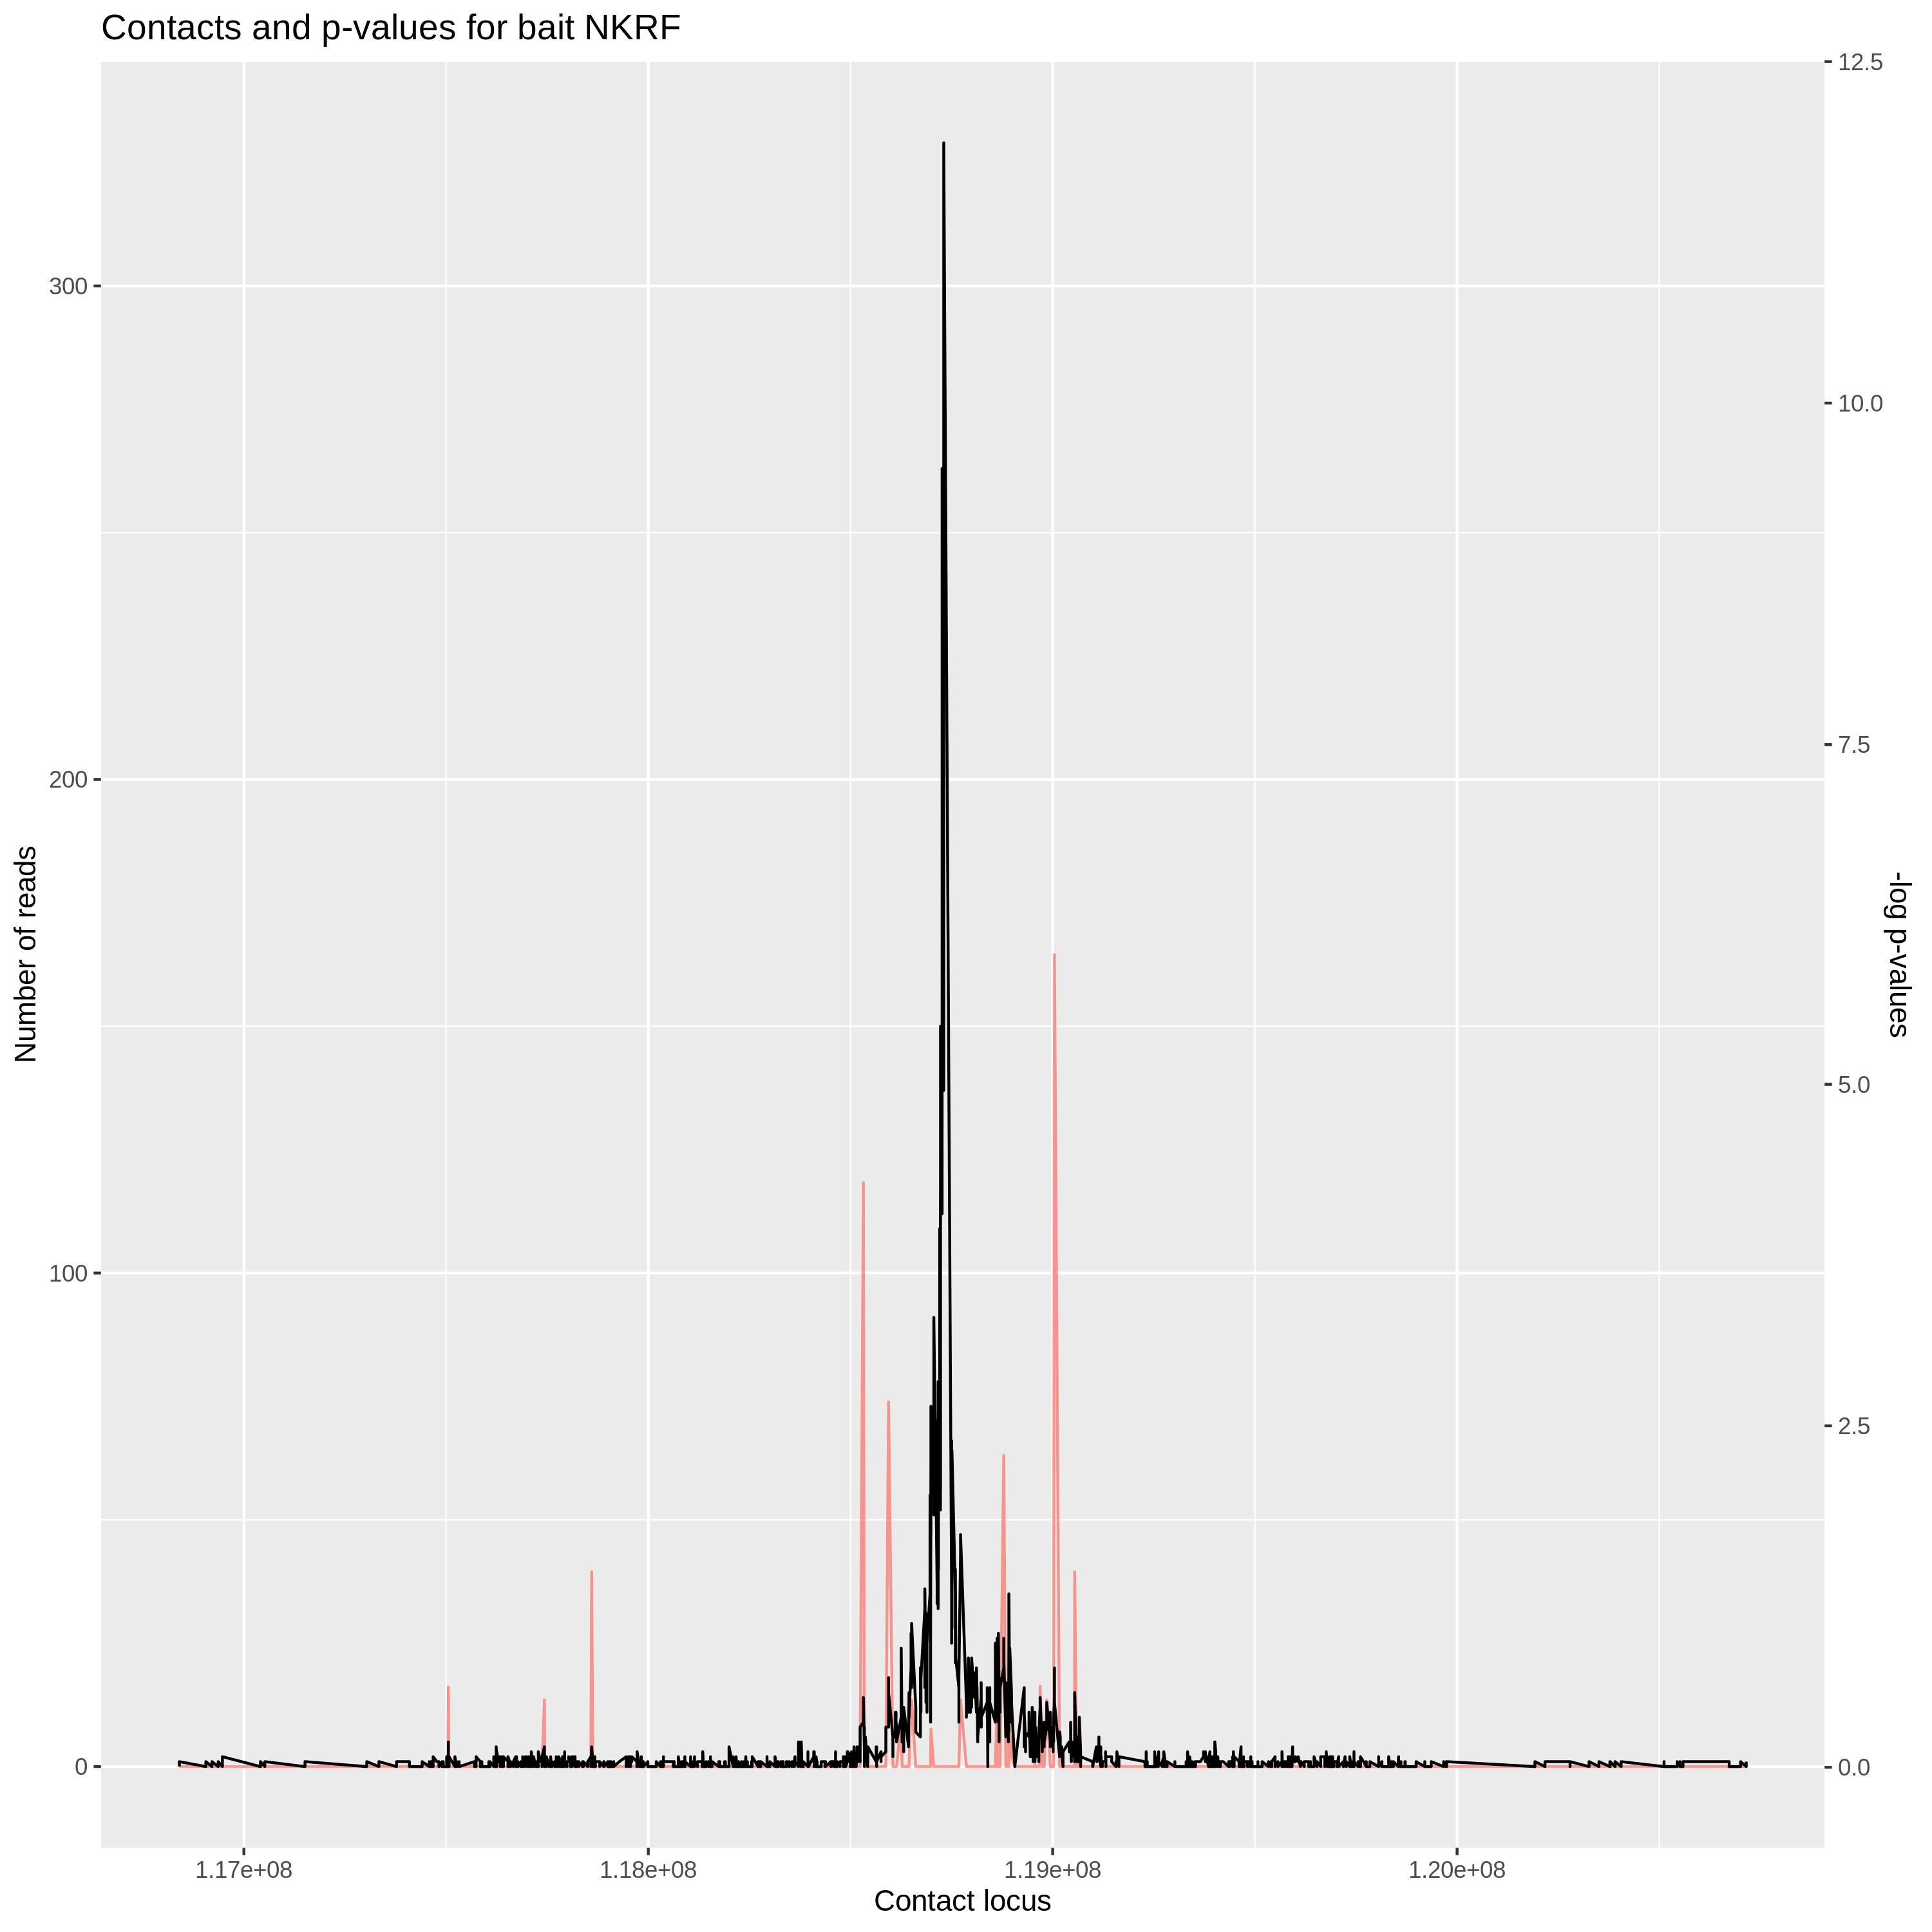 Contacts and p-values for bait NKRF
12.5
10.0
7.5
5.0
2.5
0.0
-log p-values
300
200
100
0
Number of reads
1.17e+08
1.18e+08
1.19e+08
1.20e+08
Contact locus